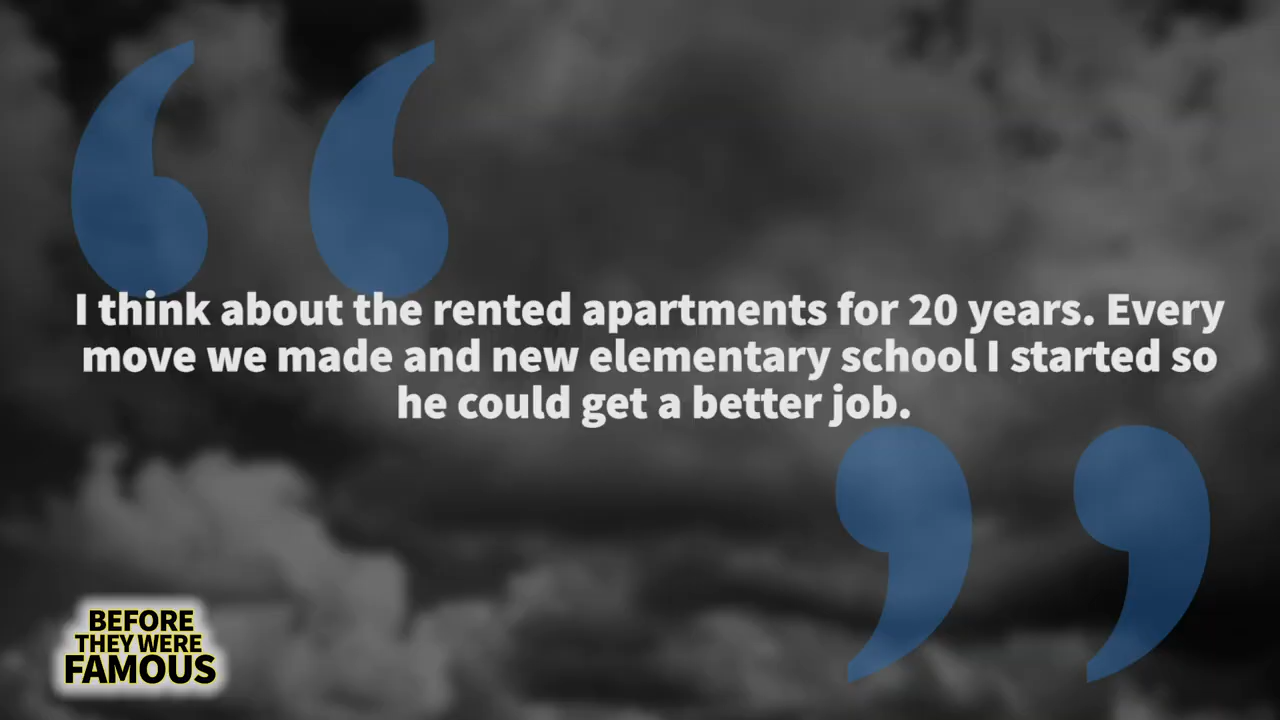 I think about the rented apartments for 20 years. Every
move we made and new elementary school I started so
he could get a better job.
BEFORE
THEY WERE
FAMOUS